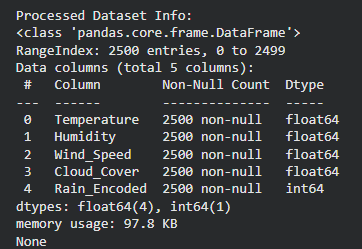 Processed Dataset Info:
<class 'pandas.core.frame.DataFrame'>
RangeIndex: 2500 entries, 0 to 2499
Data columns (total 5 columns):
 #   Column        Non-Null Count  Dtype
---  ------        --------------  -----
 0   Temperature   2500 non-null   float64
 1   Humidity      2500 non-null   float64
 2   Wind_Speed    2500 non-null   float64
 3   Cloud_Cover   2500 non-null   float64
 4   Rain_Encoded  2500 non-null   int64
dtypes: float64(4), int64(1)
memory usage: 97.8 KB
None